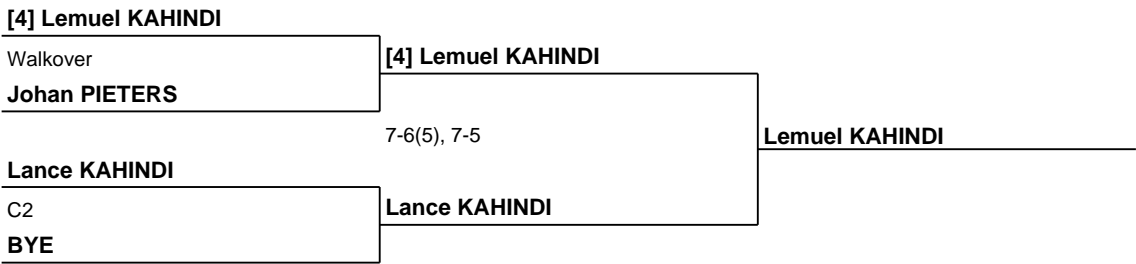 [4] Lemuel KAHINDI
Walkover
[4] Lemuel KAHINDI
Johan PIETERS
7-6(5), 7-5
Lemuel KAHINDI
Lance KAHINDI
C2
Lance KAHINDI
BYE